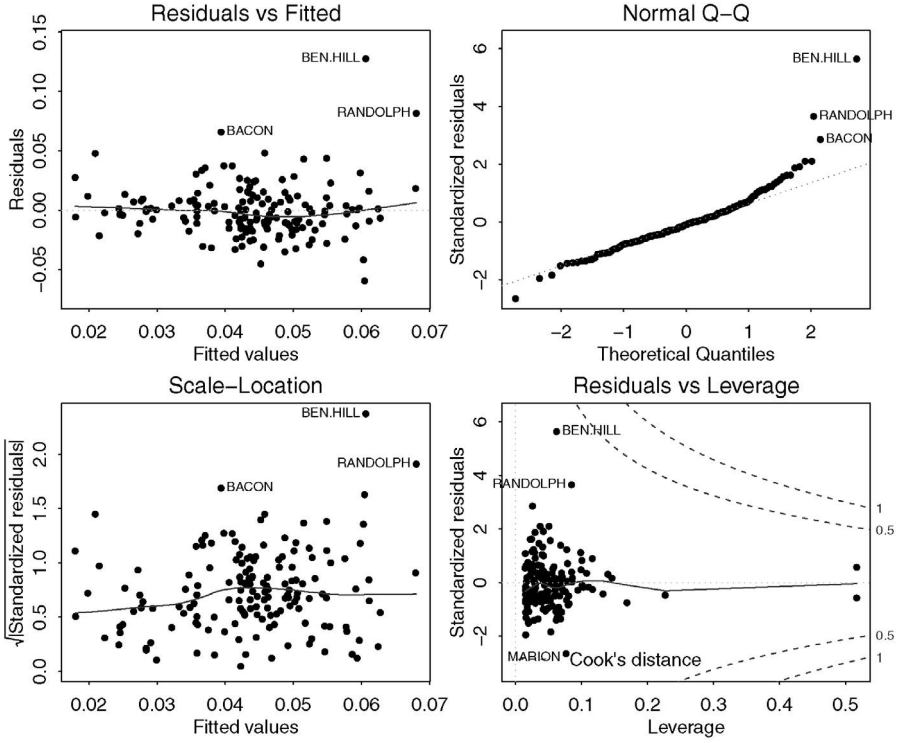 Residuals vs Fitted
Residuals
0.15
0.10
0.05
0.00
−0.05
BEN.HILL
RANDOLPH
BACON
0.02 0.03 0.04 0.05 0.06 0.07
Fitted values
Normal Q−Q
Standardized residuals
6
4
2
0
−2
BEN.HILL
RANDOLPH
BACON
−2 −1 0 1 2
Theoretical Quantiles
Scale−Location
√|Standardized residuals|
2.0
1.5
1.0
0.5
0.0
BEN.HILL
RANDOLPH
BACON
0.02 0.03 0.04 0.05 0.06 0.07
Fitted values
Residuals vs Leverage
Standardized residuals
6
4
2
0
−2
BEN.HILL
RANDOLPH
1
0.5
0.5
1
MARION
Cook's distance
0.0 0.1 0.2 0.3 0.4 0.5
Leverage